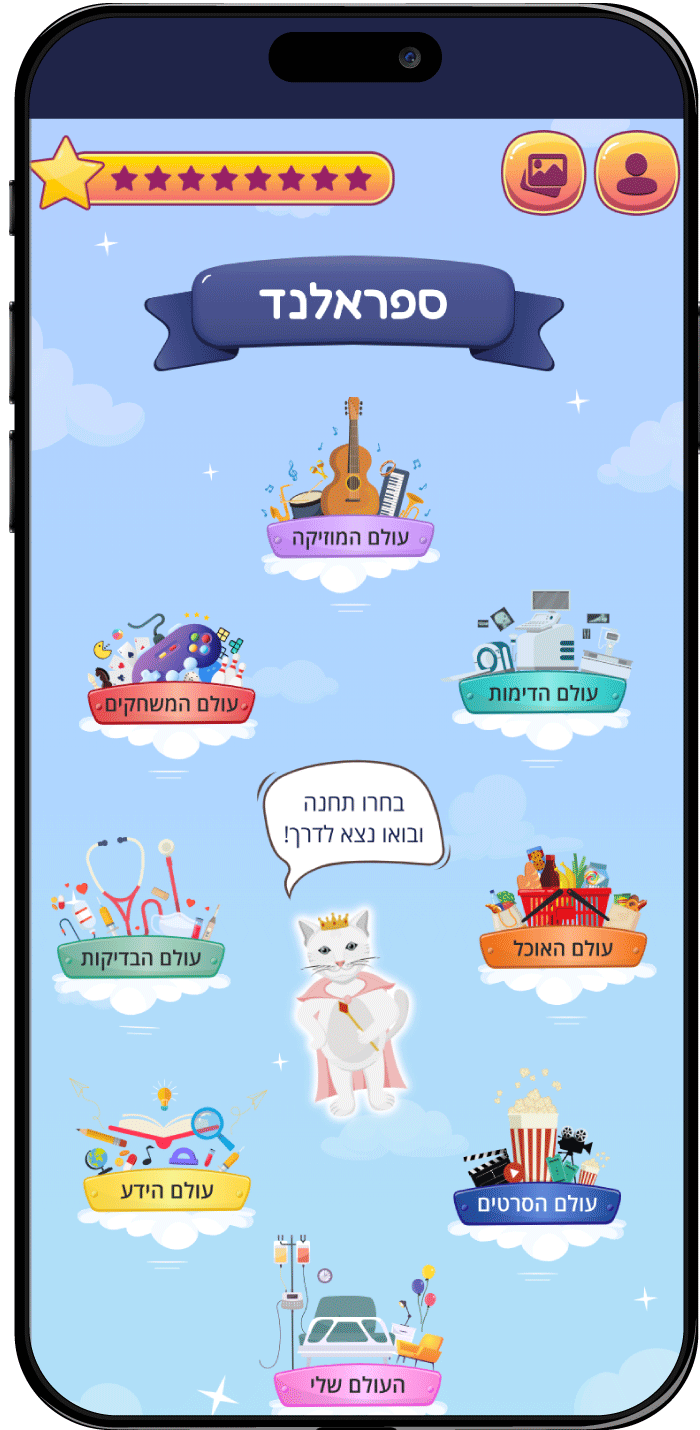 ספראלנד
עולם המוזיקה
עולם המשחקים
עולם הדימות
בחרו תחנה
ובואו נצא לדרך!
עולם הבדיקות
עולם האוכל
עולם הידע
עולם הסרטים
העולם שלי